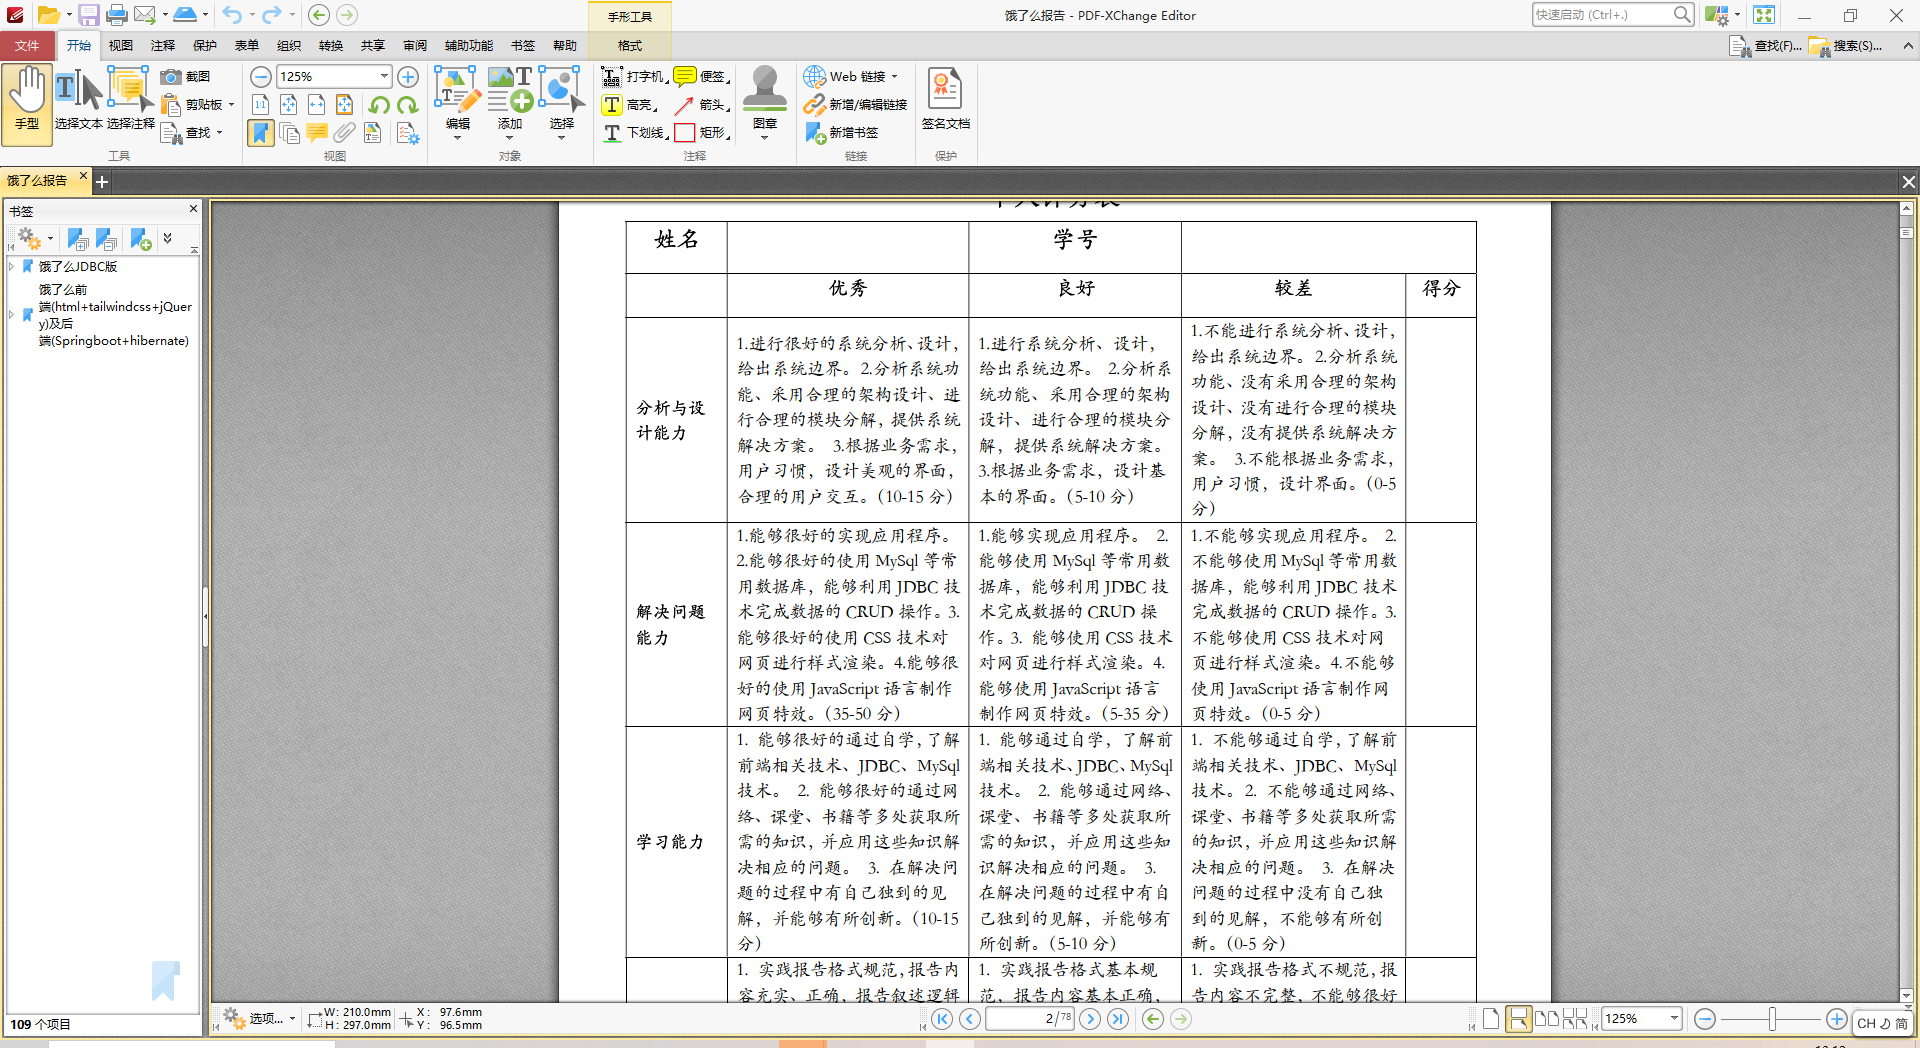 手形工具
饿了么报告 - PDF-XChange Editor
快速启动 (Ctrl+.)
文件 开始 视图 注释 保护 表单 组织 转换 共享 审阅 辅助功能 书签 帮助 格式
查找(F)... 搜索(S)...
手型 选择文本 选择注释
截图
剪贴板
查找
工具
125%
视图
编辑 添加 选择
对象
打字机 便签
高亮 箭头
下划线 矩形
图章
注释
Web 链接
新增/编辑链接
新增书签
链接
签名文档
保护
饿了么报告
书签
饿了么JDBC版
饿了么前
端(html+tailwindcss+jQuer
y)及后
端(Springboot+hibernate)
109 个项目
姓名 学号
优秀 良好 较差 得分
分析与设
计能力
1.进行很好的系统分析、设计,
给出系统边界。2.分析系统功
能、采用合理的架构设计、进
行合理的模块分解,提供系统
解决方案。 3.根据业务需求,
用户习惯,设计美观的界面,
合理的用户交互。(10-15 分)
1.进行系统分析、设计,
给出系统边界。 2.分析系
统功能、采用合理的架构
设计、进行合理的模块分
解,提供系统解决方案。
3.根据业务需求,设计基
本的界面。(5-10 分)
1.不能进行系统分析、设计,
给出系统边界。2.分析系统
功能、没有采用合理的架构
设计、没有进行合理的模块
分解,没有提供系统解决方
案。 3.不能根据业务需求,
用户习惯,设计界面。(0-5
分)
解决问题
能力
1.能够很好的实现应用程序。
2.能够很好的使用 MySql 等常
用数据库,能够利用 JDBC 技
术完成数据的 CRUD 操作。3.
能够很好的使用 CSS 技术对
网页进行样式渲染。4.能够很
好的使用 JavaScript 语言制作
网页特效。(35-50 分)
1.能够实现应用程序。 2.
能够使用 MySql 等常用数
据库,能够利用 JDBC 技
术完成数据的 CRUD 操
作。3. 能够使用 CSS 技术
对网页进行样式渲染。4.
能够使用 JavaScript 语言
制作网页特效。(5-35 分)
1.不能够实现应用程序。 2.
不能够使用 MySql 等常用数
据库,能够利用 JDBC 技术
完成数据的 CRUD 操作。3.
不能够使用 CSS 技术对网
页进行样式渲染。4.不能够
使用 JavaScript 语言制作网
页特效。(0-5 分)
学习能力
1. 能够很好的通过自学,了解
前端相关技术、JDBC、MySql
技术。 2. 能够很好的通过网
络、课堂、书籍等多处获取所
需的知识,并应用这些知识解
决相应的问题。 3. 在解决问
题的过程中有自己独到的见
解,并能够有所创新。(10-15
分)
1. 能够通过自学,了解前
端相关技术、JDBC、MySql
技术。 2. 能够通过网络、
课堂、书籍等多处获取所
需的知识,并应用这些知
识解决相应的问题。 3.
在解决问题的过程中有自
己独到的见解,并能够有
所创新。(5-10 分)
1. 不能够通过自学,了解前
端相关技术、JDBC、MySql
技术。2. 不能够通过网络、
课堂、书籍等多处获取所需
的知识,并应用这些知识解
决相应的问题。 3. 在解决
问题的过程中没有自己独
到的见解,不能够有所创
新。(0-5 分)
1. 实践报告格式规范,报告内
容充实、正确,报告叙述逻辑
1. 实践报告格式基本规
范,报告内容基本正确,
1. 实践报告格式不规范,报
告内容不完整,不能够很好
选项...
W: 210.0mm
H: 297.0mm
X : 97.6mm
Y : 96.5mm
2/78
125%
CH 简